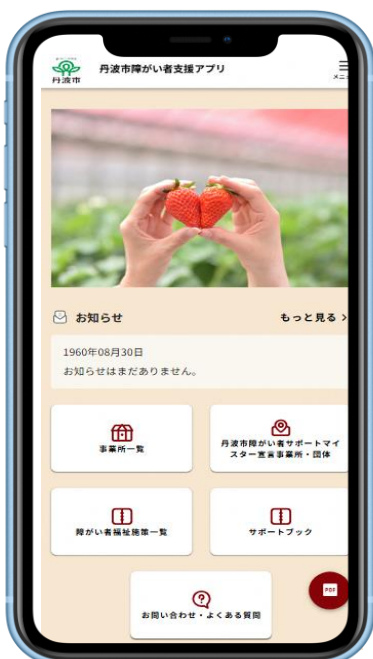 丹波市
丹波市障がい者支援アプリ
お知らせ
もっと見る
1960年08月30日
お知らせはまだありません。
事業所一覧
丹波市障がい者サポートマイ
スター宣言事業所・団体
障がい者福祉施策一覧
サポートブック
お問い合わせ・よくある質問
PDF